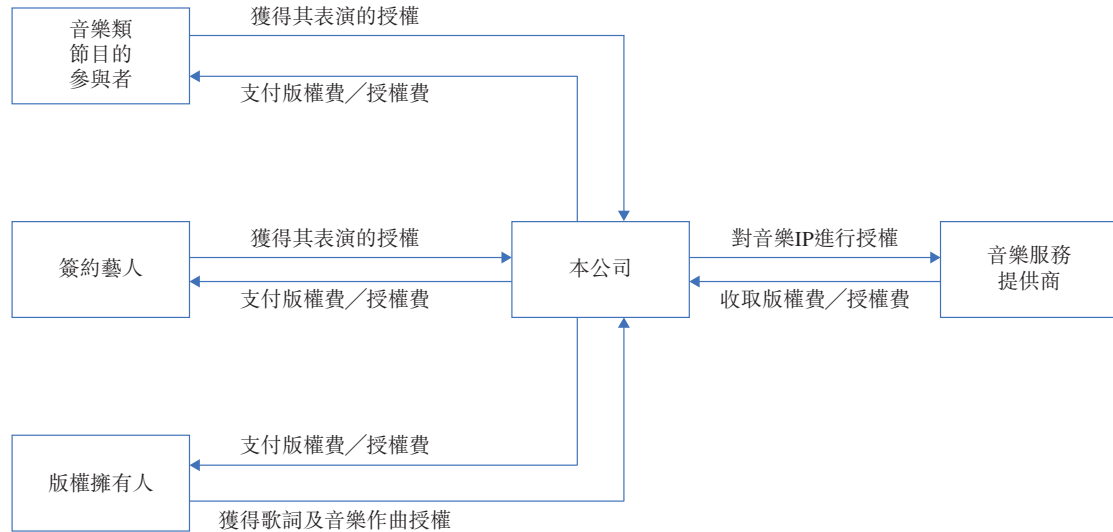 音樂類
節目的
參與者
獲得其表演的授權
支付版權費／授權費
簽約藝人
獲得其表演的授權
支付版權費／授權費
本公司
對音樂IP進行授權
收取版權費／授權費
音樂服務
提供商
版權擁有人
支付版權費／授權費
獲得歌詞及音樂作曲授權